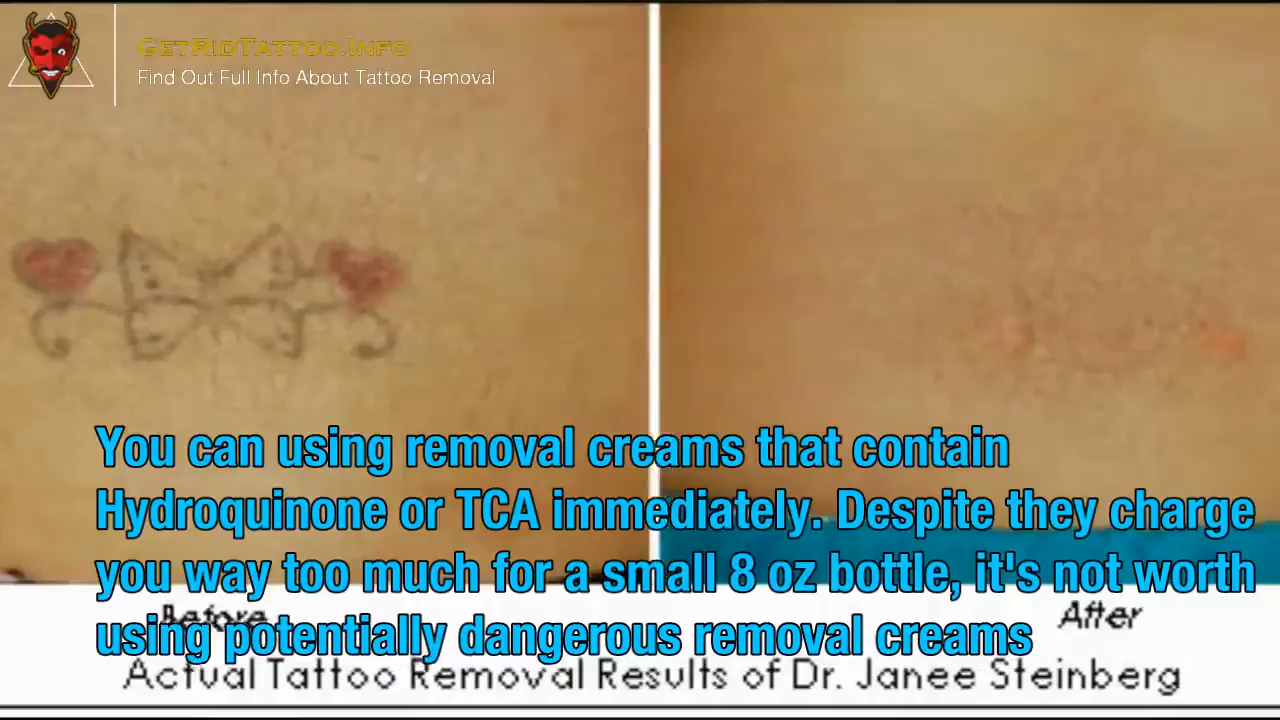 GetRidTattoo.Info
Find Out Full Info About Tattoo Removal
You can using removal creams that contain
Hydroquinone or TCA immediately. Despite they charge
you way too much for a small 8 oz bottle, it's not worth
using potentially dangerous removal creams
Before
After
Actual Tattoo Removal Results of Dr. Janee Steinberg